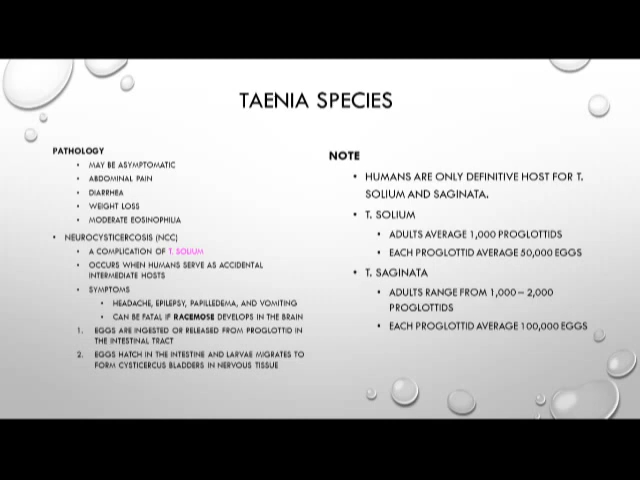 TAENIA SPECIES
PATHOLOGY
• MAY BE ASYMPTOMATIC
• ABDOMINAL PAIN
• DIARRHEA
• WEIGHT LOSS
• MODERATE EOSINOPHILIA
• NEUROCYSTICERCOSIS (NCC)
• A COMPLICATION OF T. SOLIUM
• OCCURS WHEN HUMANS SERVE AS ACCIDENTAL
INTERMEDIATE HOSTS
• SYMPTOMS
• HEADACHE, EPILEPSY, PAPILLEDEMA, AND VOMITING
• CAN BE FATAL IF RACEMOSE DEVELOPS IN THE BRAIN
1. EGGS ARE INGESTED OR RELEASED FROM PROGLOTTID IN
THE INTESTINAL TRACT
2. EGGS HATCH IN THE INTESTINE AND LARVAE MIGRATES TO
FORM CYSTICERCUS BLADDERS IN NERVOUS TISSUE
NOTE
• HUMANS ARE ONLY DEFINITIVE HOST FOR T.
SOLIUM AND SAGINATA.
• T. SOLIUM
• ADULTS AVERAGE 1,000 PROGLOTTIDS
• EACH PROGLOTTID AVERAGE 50,000 EGGS
• T. SAGINATA
• ADULTS RANGE FROM 1,000 – 2,000
PROGLOTTIDS
• EACH PROGLOTTID AVERAGE 100,000 EGGS